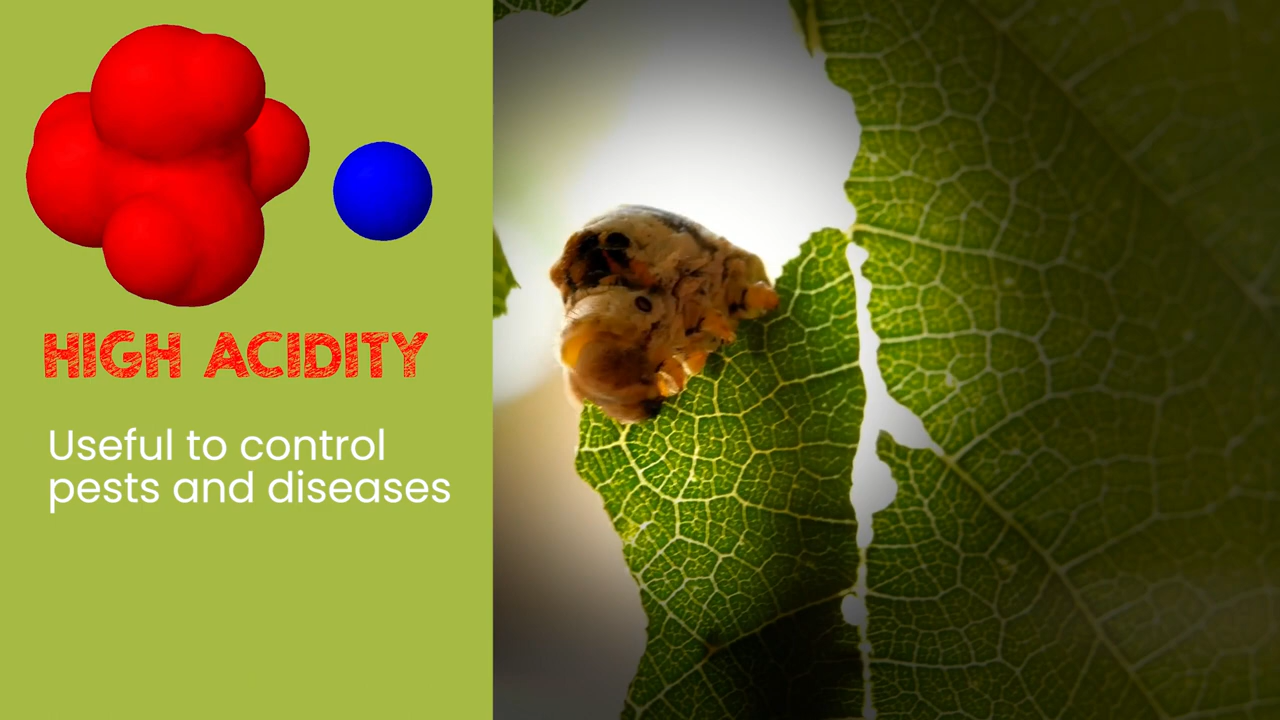 HIGH ACIDITY
Useful to control
pests and diseases